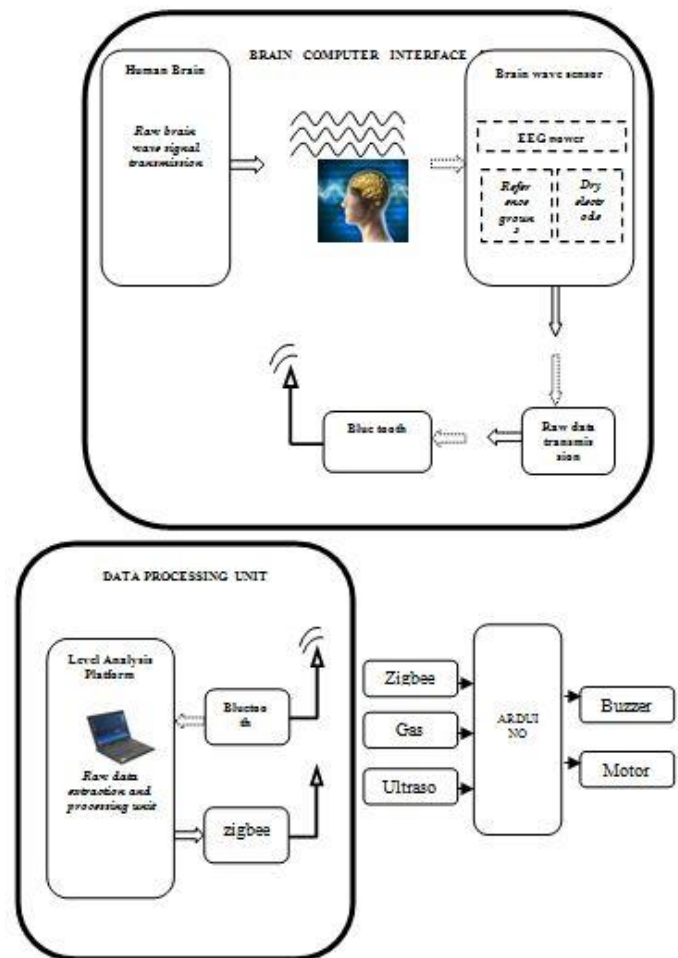 BRAIN COMPUTER INTERFACE
Human Brain
Raw brain
wave signal
transmission
Brain wave sensor
EEG power
Refer
ence
groun
s
Dry
electr
ode
Raw data
transmis
sion
Bluetooth
DATA PROCESSING UNIT
Level Analysis
Platform
Raw data
extraction and
processing unit
Bluetoo
th
zigbee
Zigbee
Gas
Ultraso
ARDUI
NO
Buzzer
Motor